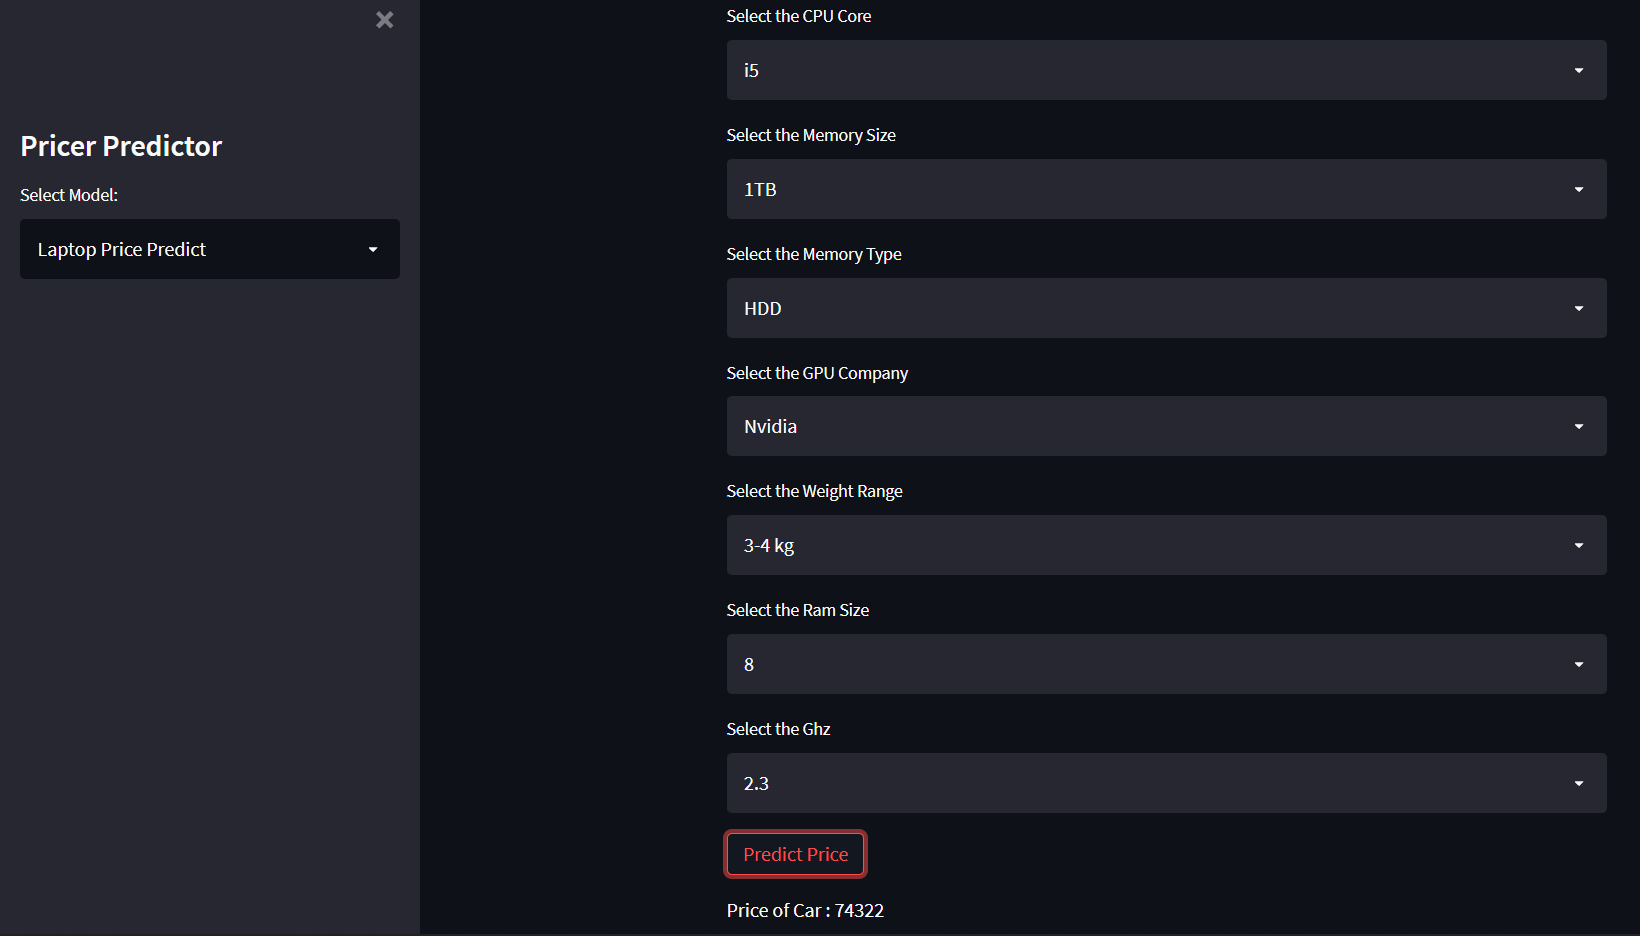 Pricer Predictor
Select Model:
Laptop Price Predict
Select the CPU Core
i5
Select the Memory Size
1TB
Select the Memory Type
HDD
Select the GPU Company
Nvidia
Select the Weight Range
3-4 kg
Select the Ram Size
8
Select the Ghz
2.3
Predict Price
Price of Car : 74322